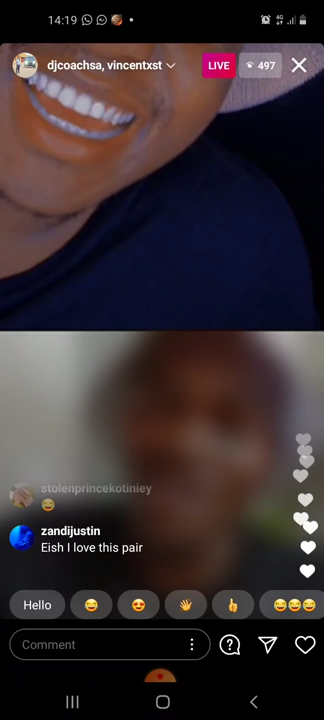 14:19
djcoachsa, vincentxst
LIVE
497
stolenprincekotiniey
😂
zandijustin
Eish I love this pair
Hello
😂 😍 👋 👍 😂😂😂
Comment